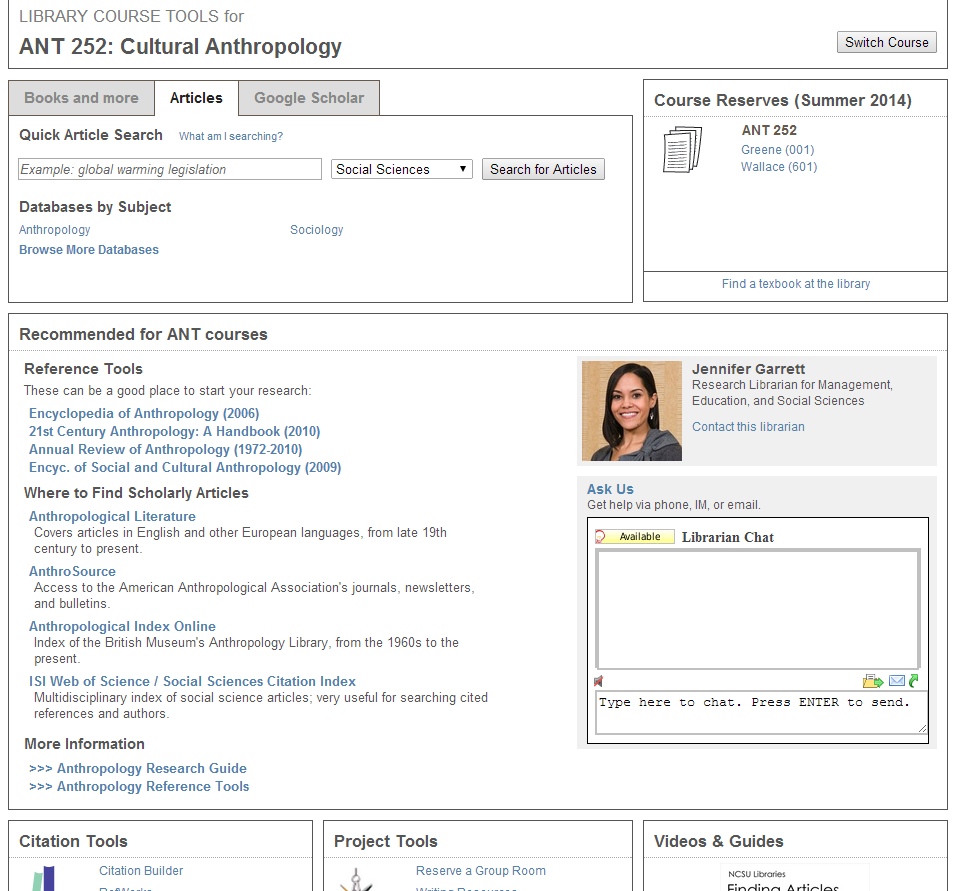 LIBRARY COURSE TOOLS for
ANT 252: Cultural Anthropology
Switch Course
Books and more
Articles
Google Scholar
Quick Article Search
What am I searching?
Example: global warming legislation
Social Sciences
Search for Articles
Databases by Subject
Anthropology
Sociology
Browse More Databases
Course Reserves (Summer 2014)
ANT 252
Greene (001)
Wallace (601)
Find a texbook at the library
Recommended for ANT courses
Reference Tools
These can be a good place to start your research:
Encyclopedia of Anthropology (2006)
21st Century Anthropology: A Handbook (2010)
Annual Review of Anthropology (1972-2010)
Encyc. of Social and Cultural Anthropology (2009)
Where to Find Scholarly Articles
Anthropological Literature
Covers articles in English and other European languages, from late 19th
century to present.
AnthroSource
Access to the American Anthropological Association's journals, newsletters,
and bulletins.
Anthropological Index Online
Index of the British Museum's Anthropology Library, from the 1960s to the
present.
ISI Web of Science / Social Sciences Citation Index
Multidisciplinary index of social science articles; very useful for searching cited
references and authors.
More Information
>>> Anthropology Research Guide
>>> Anthropology Reference Tools
Jennifer Garrett
Research Librarian for Management,
Education, and Social Sciences
Contact this librarian
Ask Us
Get help via phone, IM, or email.
Available
Librarian Chat
Type here to chat. Press ENTER to send.
Citation Tools
Citation Builder
RefWorks
Project Tools
Reserve a Group Room
Writing Resources
Videos & Guides
NCSU Libraries
Finding Articles